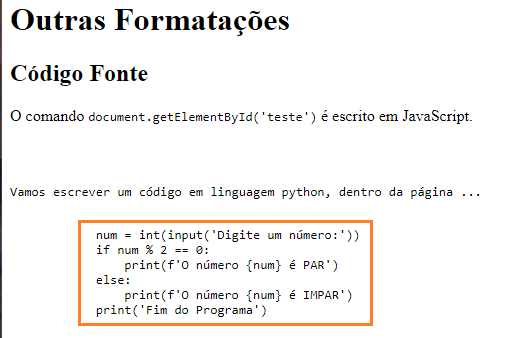 Outras Formatações
Código Fonte
O comando document.getElementById('teste') é escrito em JavaScript.
Vamos escrever um código em linguagem python, dentro da página ...
num = int(input('Digite um número:'))
if num % 2 == 0:
    print(f'O número {num} é PAR')
else:
    print(f'O número {num} é IMPAR')
print('Fim do Programa')